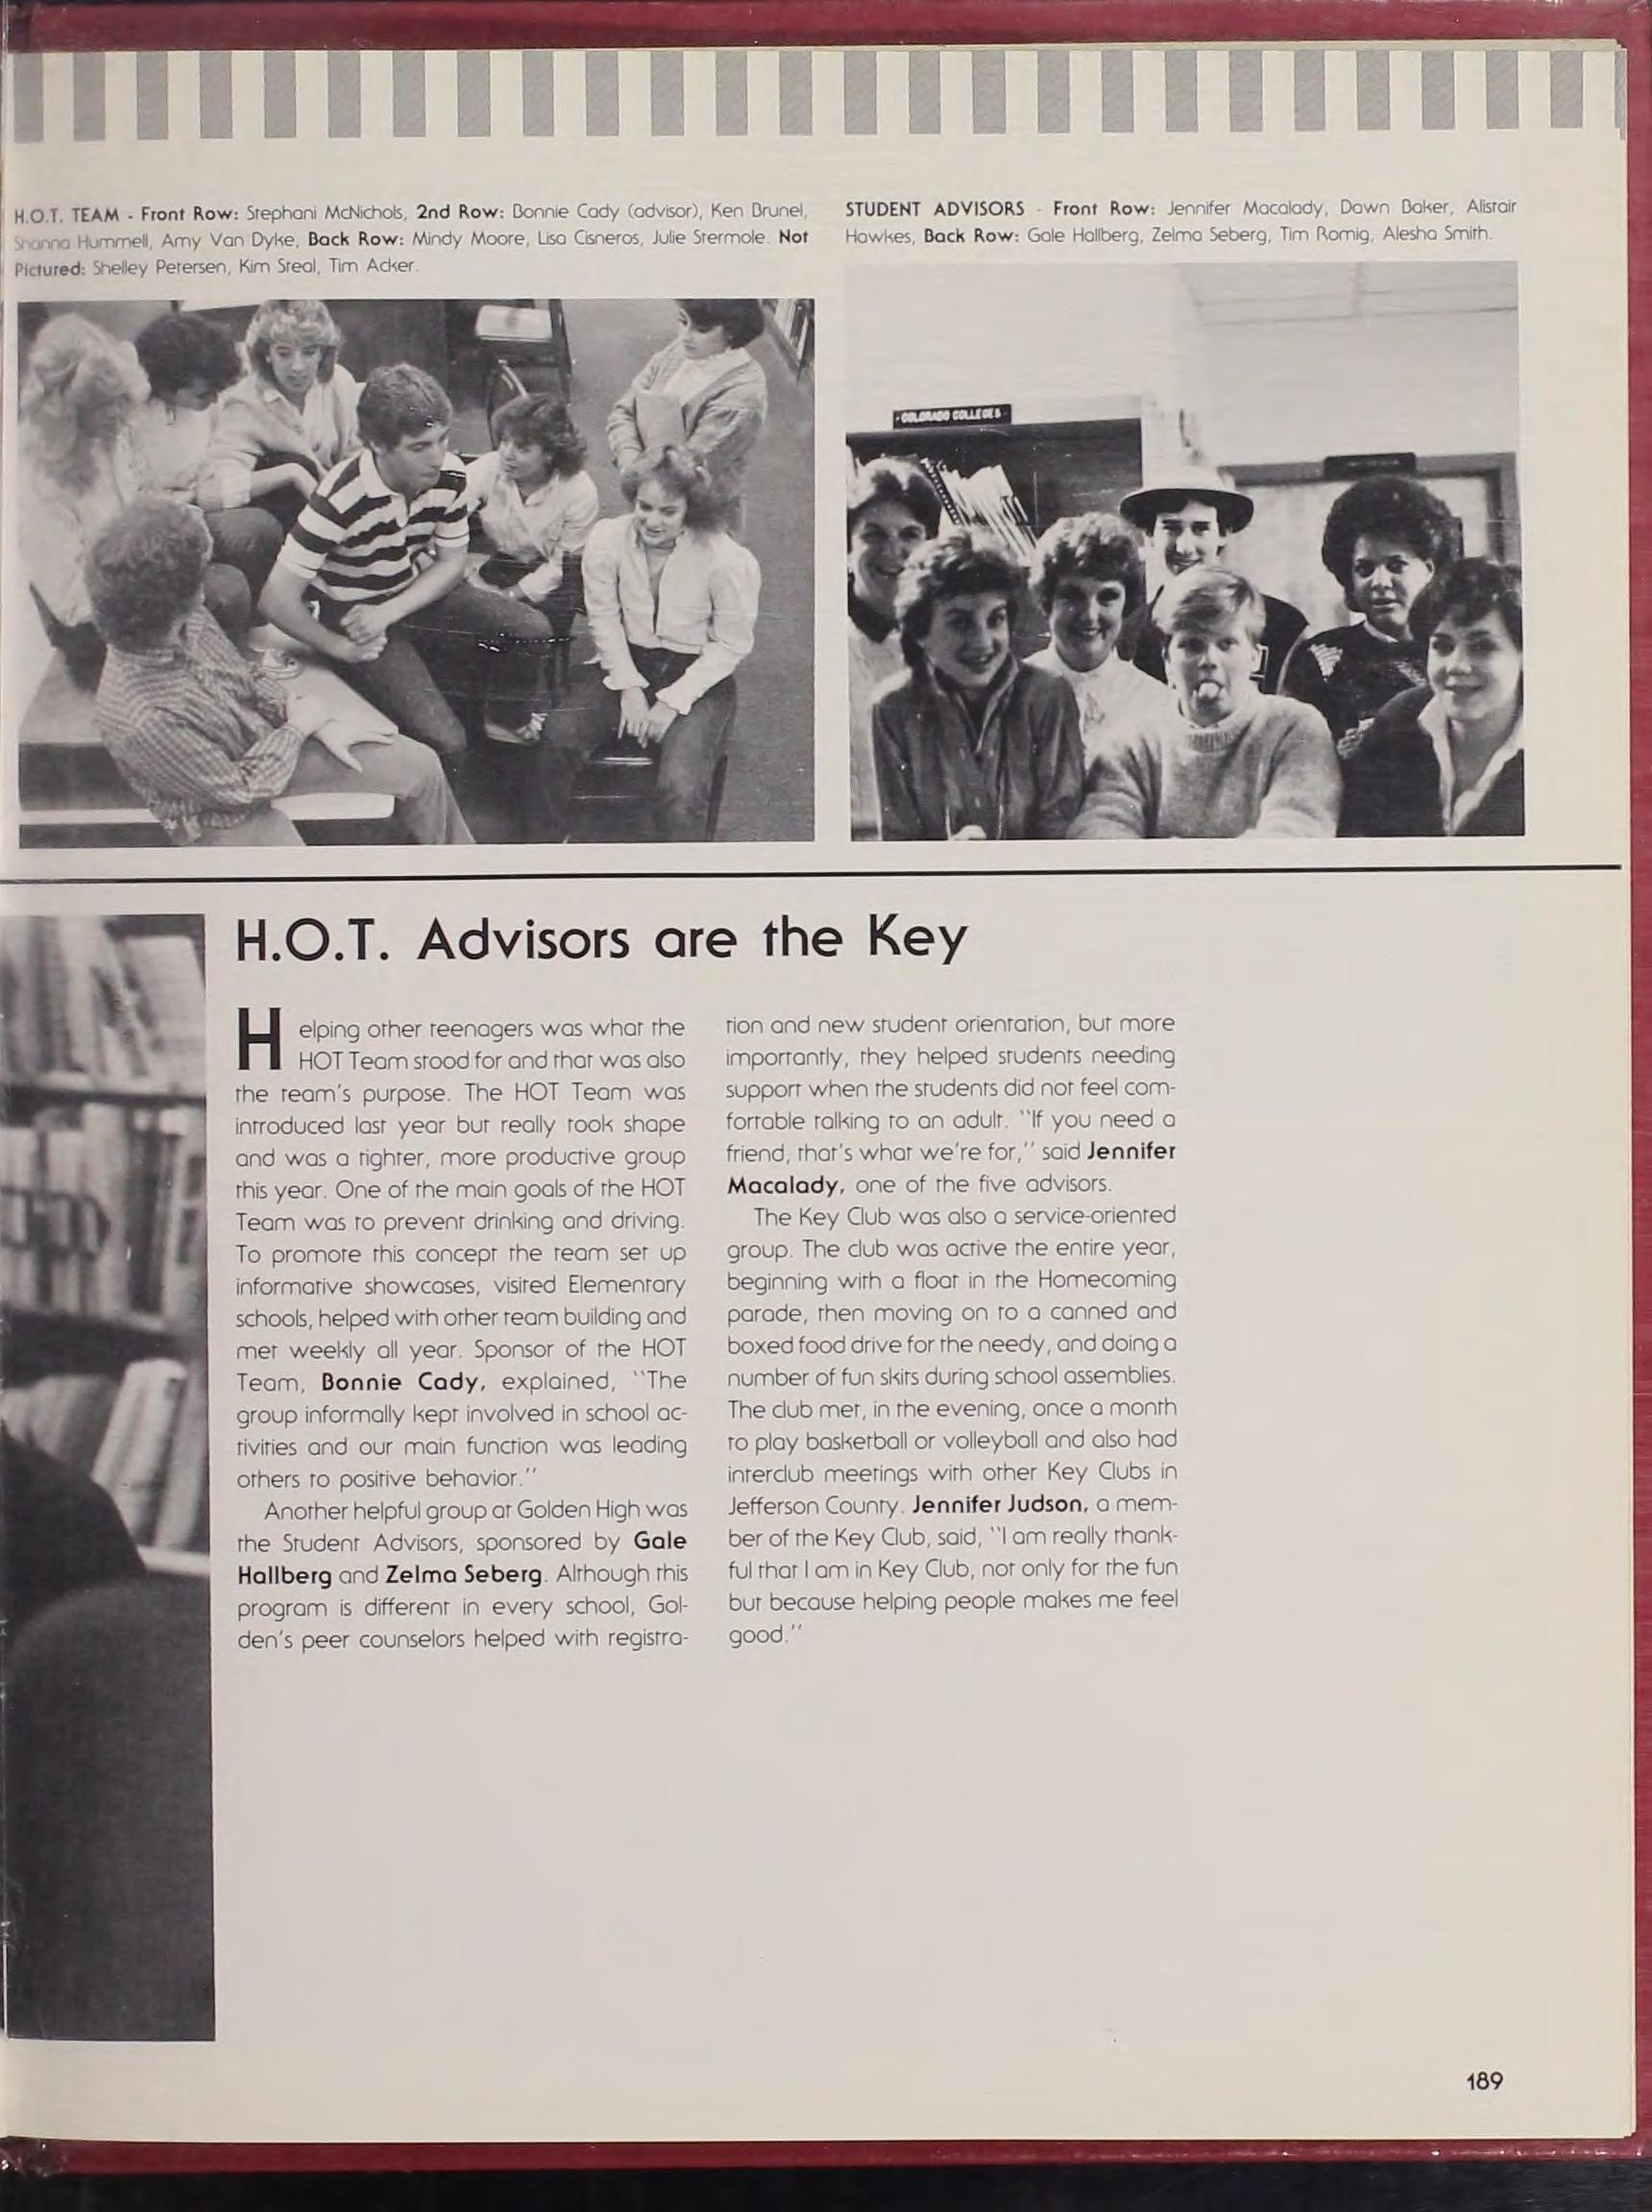 H.O.T. TEAM - Front Row: Stephani McNichols, 2nd Row: Bonnie Cady (advisor), Ken Brunel,
Shanna Hummell, Amy Van Dyke, Back Row: Mindy Moore, Lisa Cisneros, Julie Stermole. Not
Pictured: Shelley Petersen, Kim Steal, Tim Acker.
STUDENT ADVISORS - Front Row: Jennifer Macalady, Dawn Baker, Alistair
Hawkes, Back Row: Gale Hallberg, Zelma Seberg, Tim Romig, Alesha Smith.
COLORADO COLLEGES
H.O.T. Advisors are the Key
Helping other teenagers was what the
HOT Team stood for and that was also
the team's purpose. The HOT Team was
introduced last year but really took shape
and was a tighter, more productive group
this year. One of the main goals of the HOT
Team was to prevent drinking and driving.
To promote this concept the team set up
informative showcases, visited Elementary
schools, helped with other team building and
met weekly all year. Sponsor of the HOT
Team, Bonnie Cady, explained, "The
group informally kept involved in school ac-
tivities and our main function was leading
others to positive behavior."
Another helpful group at Golden High was
the Student Advisors, sponsored by Gale
Hallberg and Zelma Seberg. Although this
program is different in every school, Gol-
den's peer counselors helped with registra-
tion and new student orientation, but more
importantly, they helped students needing
support when the students did not feel com-
fortable talking to an adult. "If you need a
friend, that's what we're for," said Jennifer
Macalady, one of the five advisors.
The Key Club was also a service-oriented
group. The club was active the entire year,
beginning with a float in the Homecoming
parade, then moving on to a canned and
boxed food drive for the needy, and doing a
number of fun skits during school assemblies.
The club met, in the evening, once a month
to play basketball or volleyball and also had
interclub meetings with other Key Clubs in
Jefferson County. Jennifer Judson, a mem-
ber of the Key Club, said, "I am really thank-
ful that I am in Key Club, not only for the fun
but because helping people makes me feel
good."
189